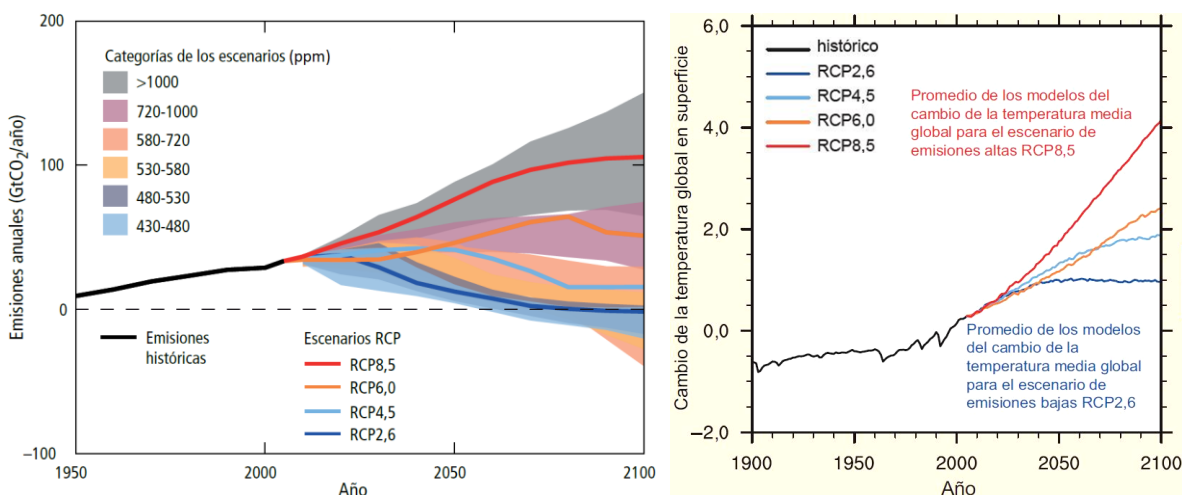 200
100
0
−100
Emisiones anuales (GtCO2/año)
Categorías de los escenarios (ppm)
>1000
720-1000
580-720
530-580
480-530
430-480
Emisiones
históricas
Escenarios RCP
RCP8,5
RCP6,0
RCP4,5
RCP2,6
1950
2000
2050
2100
Año
6,0
4,0
2,0
0,0
−2,0
Cambio de la temperatura global en superficie
histórico
RCP2,6
RCP4,5
RCP6,0
RCP8,5
Promedio de los modelos del
cambio de la temperatura media
global para el escenario de
emisiones altas RCP8,5
Promedio de los modelos
del cambio de la
temperatura media global
para el escenario de
emisiones bajas RCP2,6
1900
1950
2000
2050
2100
Año